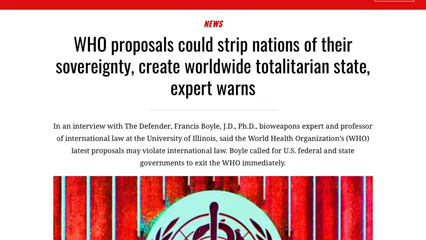 NEWS
WHO proposals could strip nations of their
sovereignty, create worldwide totalitarian state,
expert warns
In an interview with The Defender, Francis Boyle, J.D., Ph.D., bioweapons expert and professor
of international law at the University of Illinois, said the World Health Organization's (WHO)
latest proposals may violate international law. Boyle called for U.S. federal and state
governments to exit the WHO immediately.